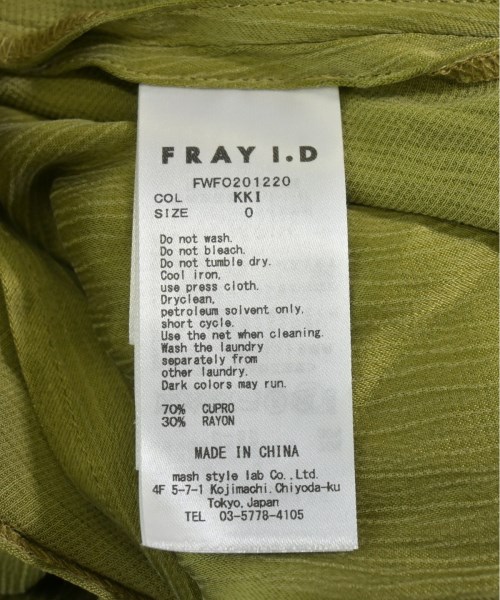 FRAY I.D
FWFO201220
COL KKI
SIZE 0
Do not wash.
Do not bleach.
Do not tumble dry.
Cool iron,
use press cloth.
Dryclean,
petroleum solvent only.
short cycle.
Use the net when cleaning.
Wash the laundry
separately from
other laundry.
Dark colors may run.
70% CUPRO
30% RAYON
MADE IN CHINA
mash style lab Co.,Ltd.
4F 5-7-1 Kojimachi.Chiyoda-ku
Tokyo,Japan
TEL 03-5778-4105